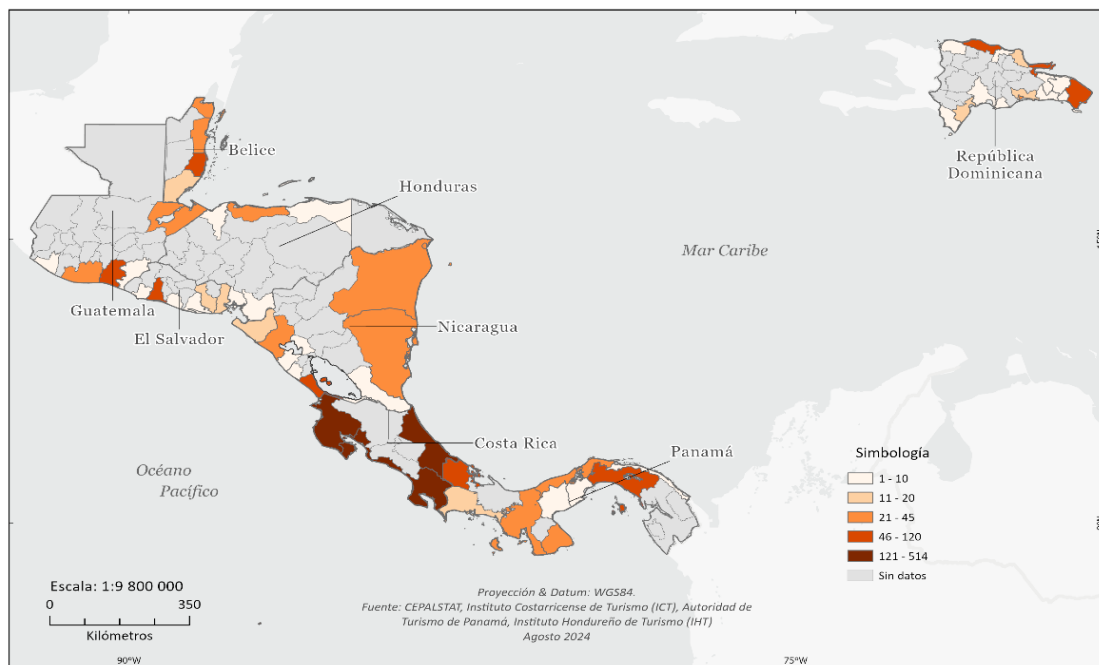 Belice
Honduras
República
Dominicana
Mar Caribe
15°N
Guatemala
El Salvador
Nicaragua
Costa Rica
Panamá
Océano
Pacífico
Simbología
1 - 10
11 - 20
21 - 45
46 - 120
121 - 514
Sin datos
Escala: 1:9 800 000
0 350
Kilómetros
Proyección & Datum: WGS84.
Fuente: CEPALSTAT, Instituto Costarricense de Turismo (ICT), Autoridad de
Turismo de Panamá, Instituto Hondureño de Turismo (IHT)
Agosto 2024
90°W
75°W